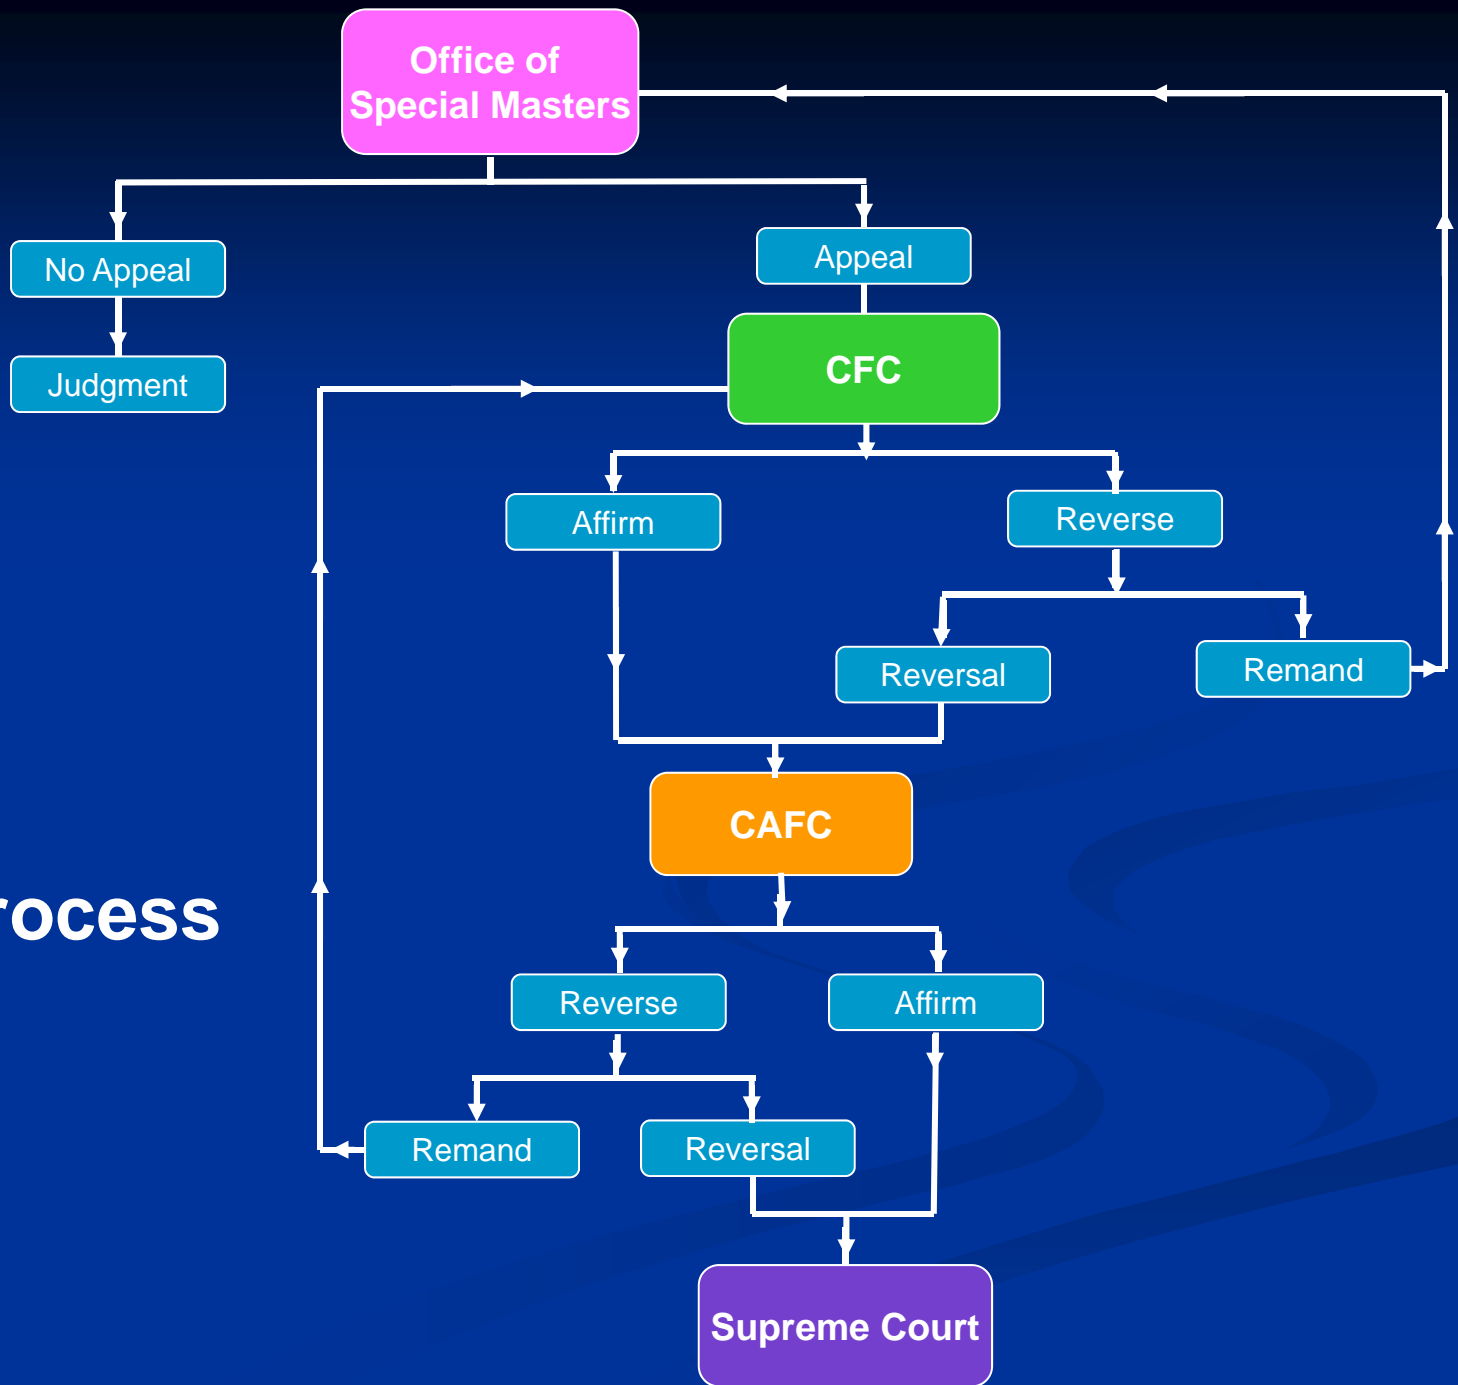 Office of
Special Masters
No Appeal
Appeal
Judgment
CFC
Affirm
Reverse
Reversal
Remand
CAFC
rocess
Reverse
Affirm
Remand
Reversal
Supreme Court